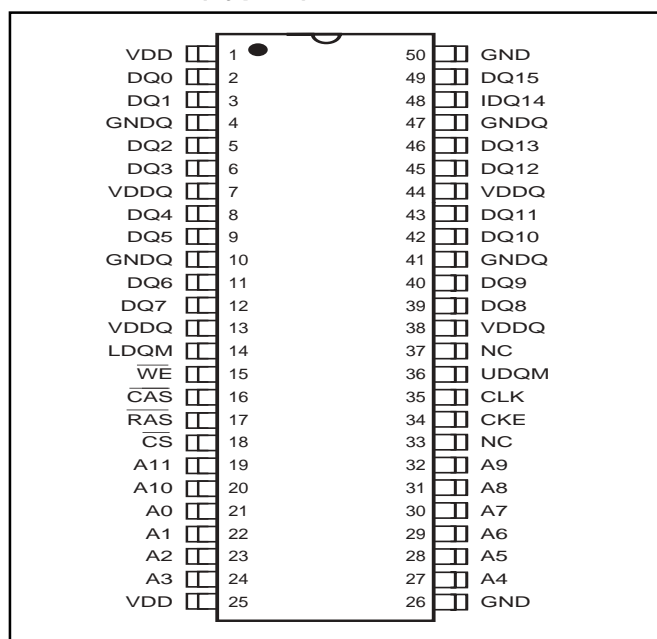 VDD 1 50 GND
DQ0 2 49 DQ15
DQ1 3 48 IDQ14
GNDQ 4 47 GNDQ
DQ2 5 46 DQ13
DQ3 6 45 DQ12
VDDQ 7 44 VDDQ
DQ4 8 43 DQ11
DQ5 9 42 DQ10
GNDQ 10 41 GNDQ
DQ6 11 40 DQ9
DQ7 12 39 DQ8
VDDQ 13 38 VDDQ
LDQM 14 37 NC
W̅E̅ 15 36 UDQM
C̅A̅S̅ 16 35 CLK
R̅A̅S̅ 17 34 CKE
C̅S̅ 18 33 NC
A11 19 32 A9
A10 20 31 A8
A0 21 30 A7
A1 22 29 A6
A2 23 28 A5
A3 24 27 A4
VDD 25 26 GND